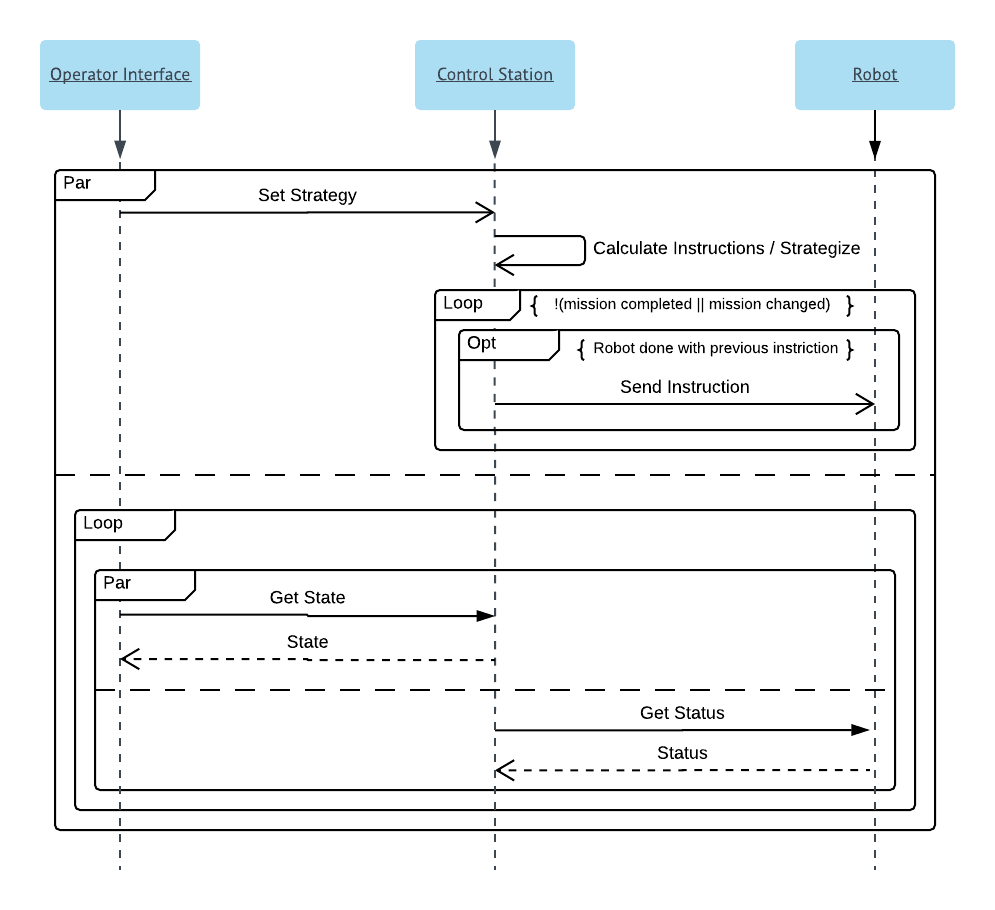 Operator Interface
Control Station
Robot
Par
Set Strategy
Calculate Instructions / Strategize
Loop
{ !(mission completed || mission changed) }
Opt
{ Robot done with previous instriction }
Send Instruction
Loop
Par
Get State
State
Get Status
Status